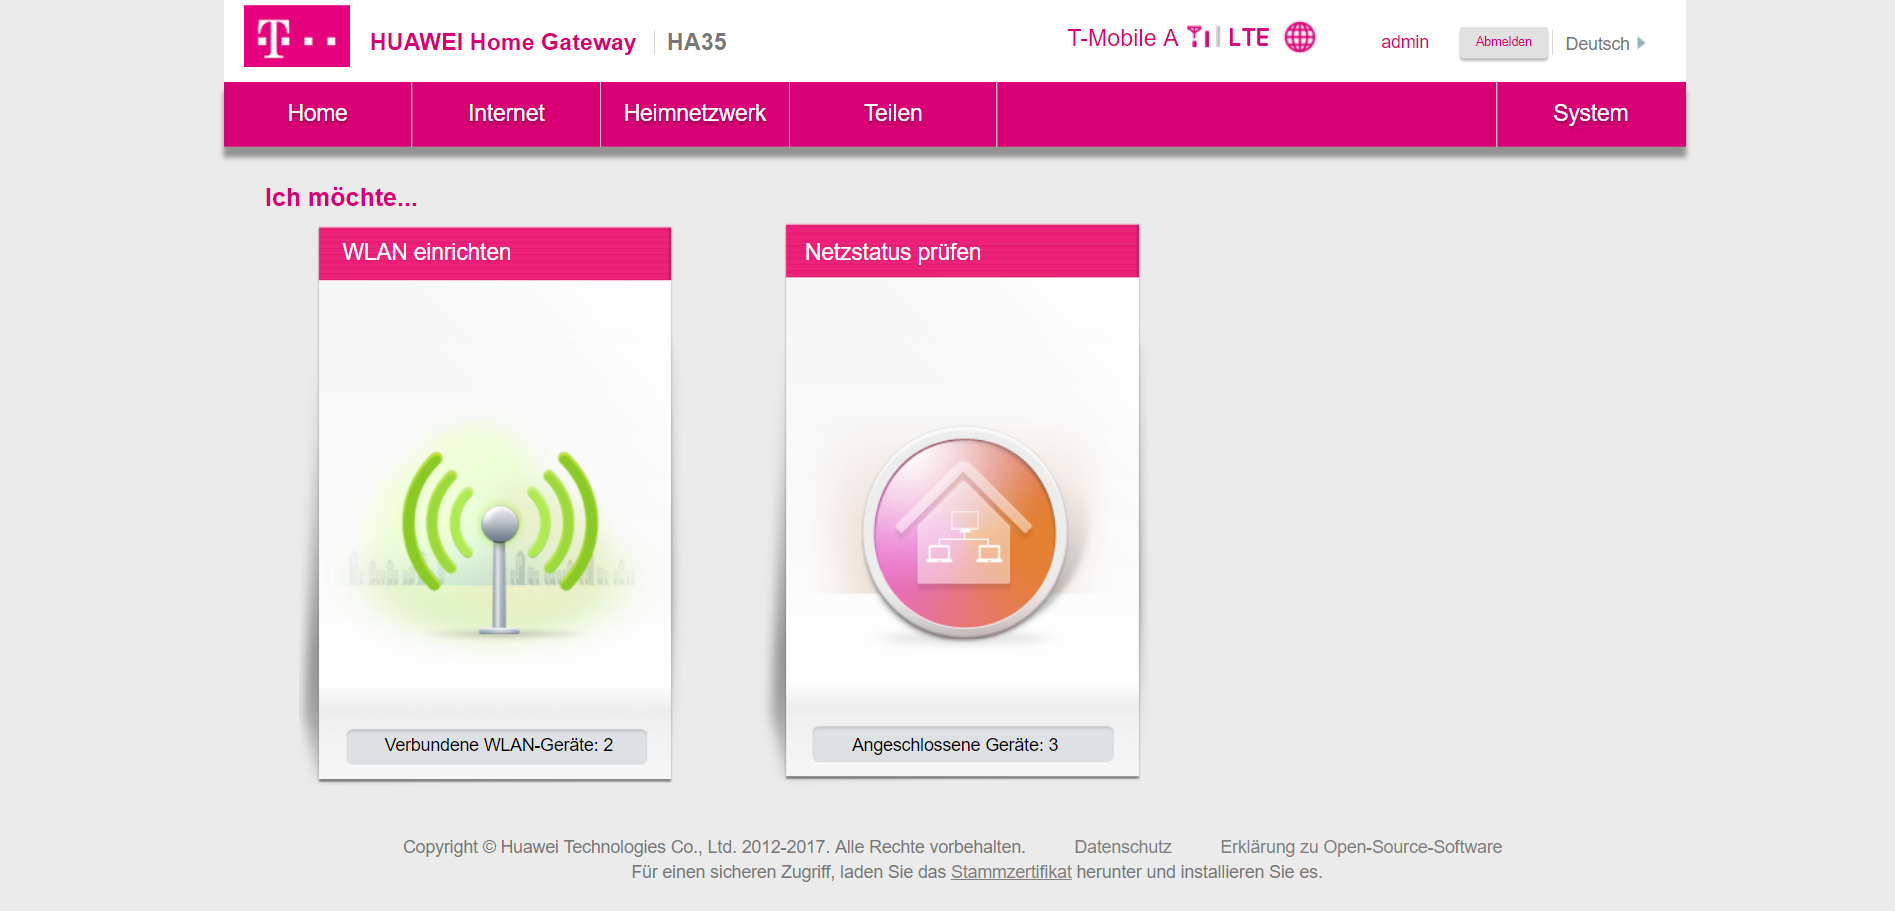 T
HUAWEI Home Gateway HA35
T-Mobile A LTE admin Abmelden Deutsch
Home Internet Heimnetzwerk Teilen System
Ich möchte...
WLAN einrichten
Netzstatus prüfen
Verbundene WLAN-Geräte: 2
Angeschlossene Geräte: 3
Copyright © Huawei Technologies Co., Ltd. 2012-2017. Alle Rechte vorbehalten. Datenschutz Erklärung zu Open-Source-Software
Für einen sicheren Zugriff, laden Sie das Stammzertifikat herunter und installieren Sie es.